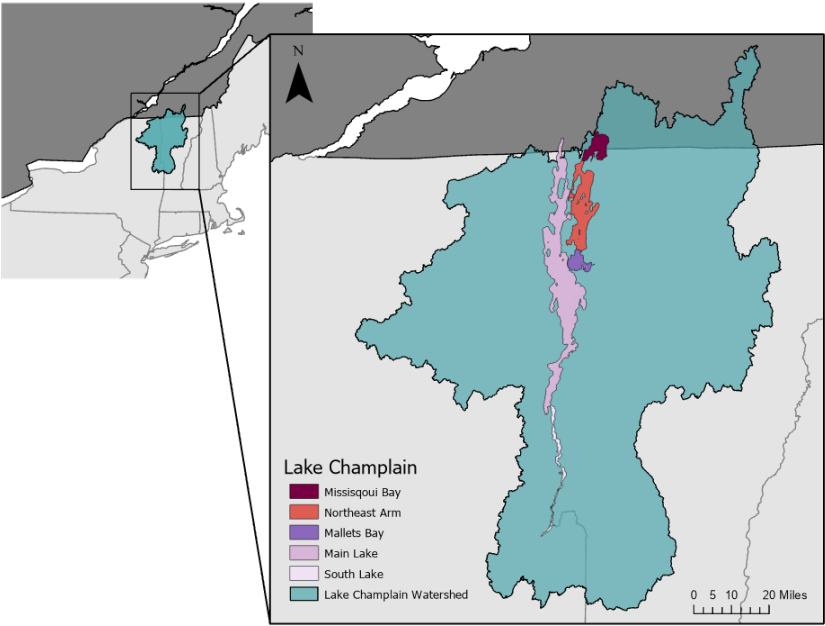 N
Lake Champlain
Missisqoui Bay
Northeast Arm
Mallets Bay
Main Lake
South Lake
Lake Champlain Watershed
0 5 10 20 Miles